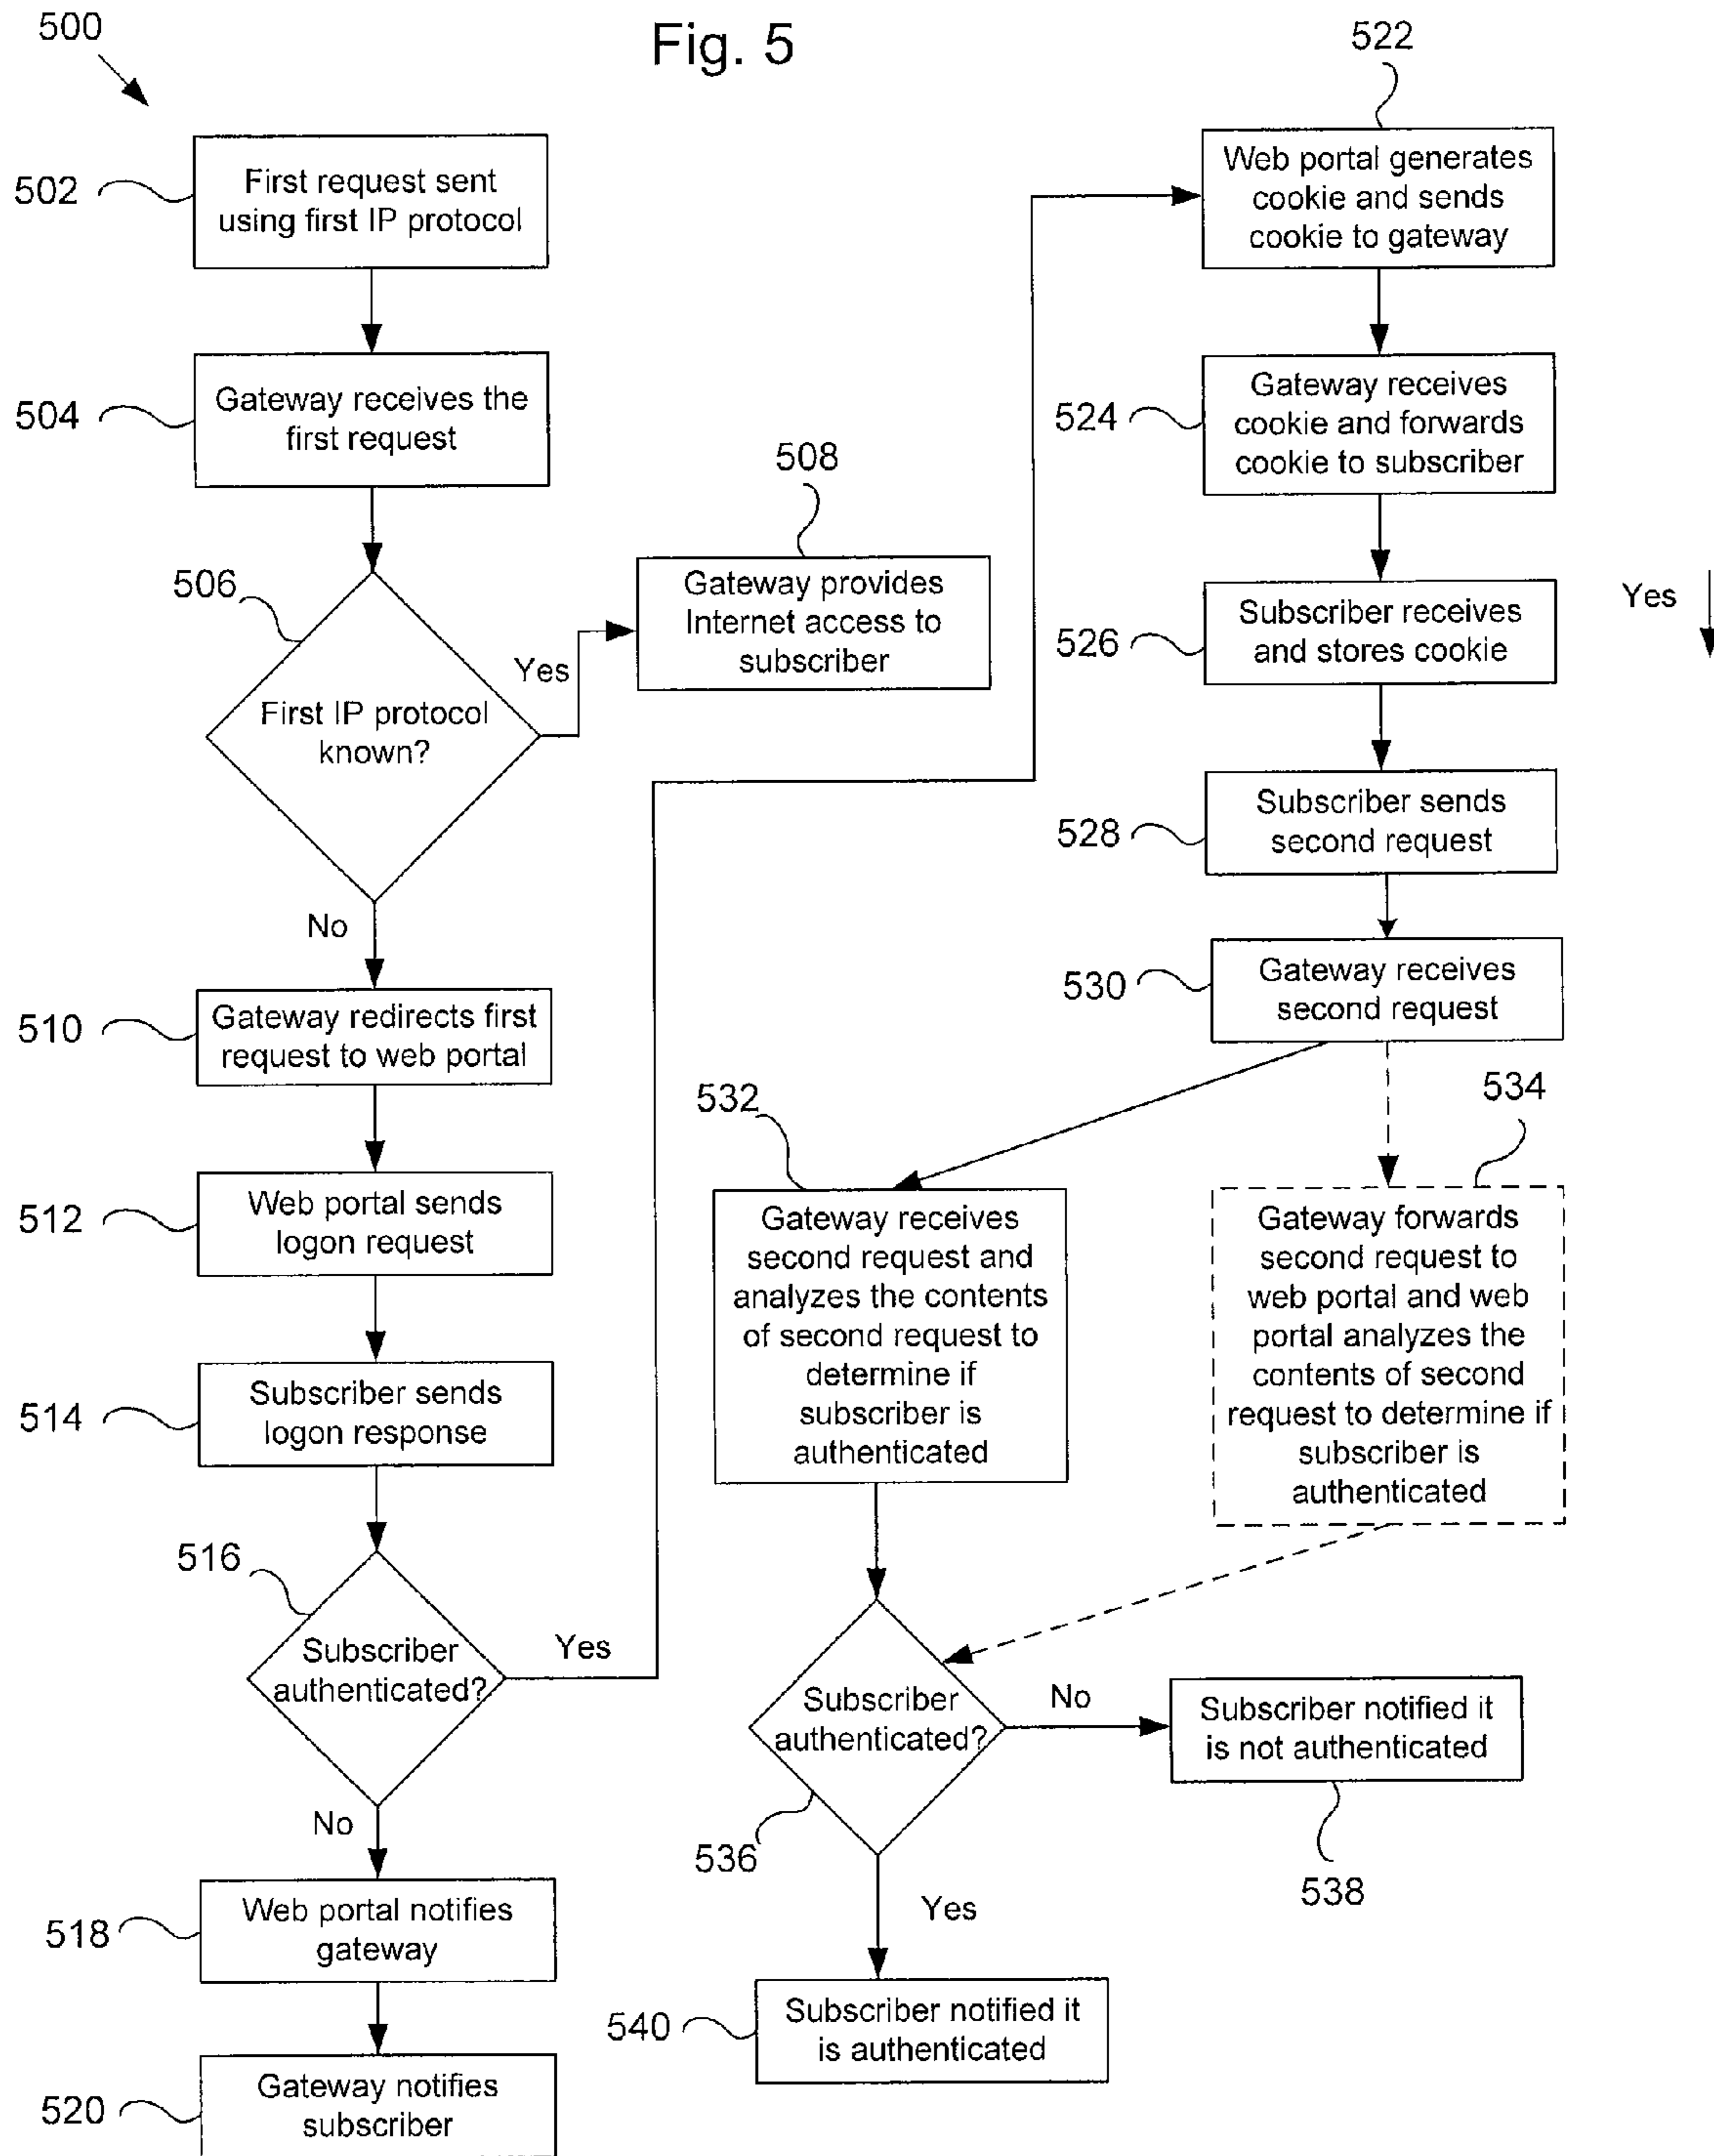 Fig. 5
500
502
First request sent
using first IP protocol
504
Gateway receives the
first request
506
First IP protocol
known?
Yes
508
Gateway provides
Internet access to
subscriber
No
510
Gateway redirects first
request to web portal
512
Web portal sends
logon request
514
Subscriber sends
logon response
516
Subscriber
authenticated?
Yes
No
518
Web portal notifies
gateway
520
Gateway notifies
subscriber
522
Web portal generates
cookie and sends
cookie to gateway
524
Gateway receives
cookie and forwards
cookie to subscriber
526
Subscriber receives
and stores cookie
Yes
528
Subscriber sends
second request
530
Gateway receives
second request
532
Gateway receives
second request and
analyzes the contents
of second request to
determine if
subscriber is
authenticated
534
Gateway forwards
second request to
web portal and web
portal analyzes the
contents of second
request to determine if
subscriber is
authenticated
536
Subscriber
authenticated?
No
Subscriber notified it
is not authenticated
538
Yes
540
Subscriber notified it
is authenticated